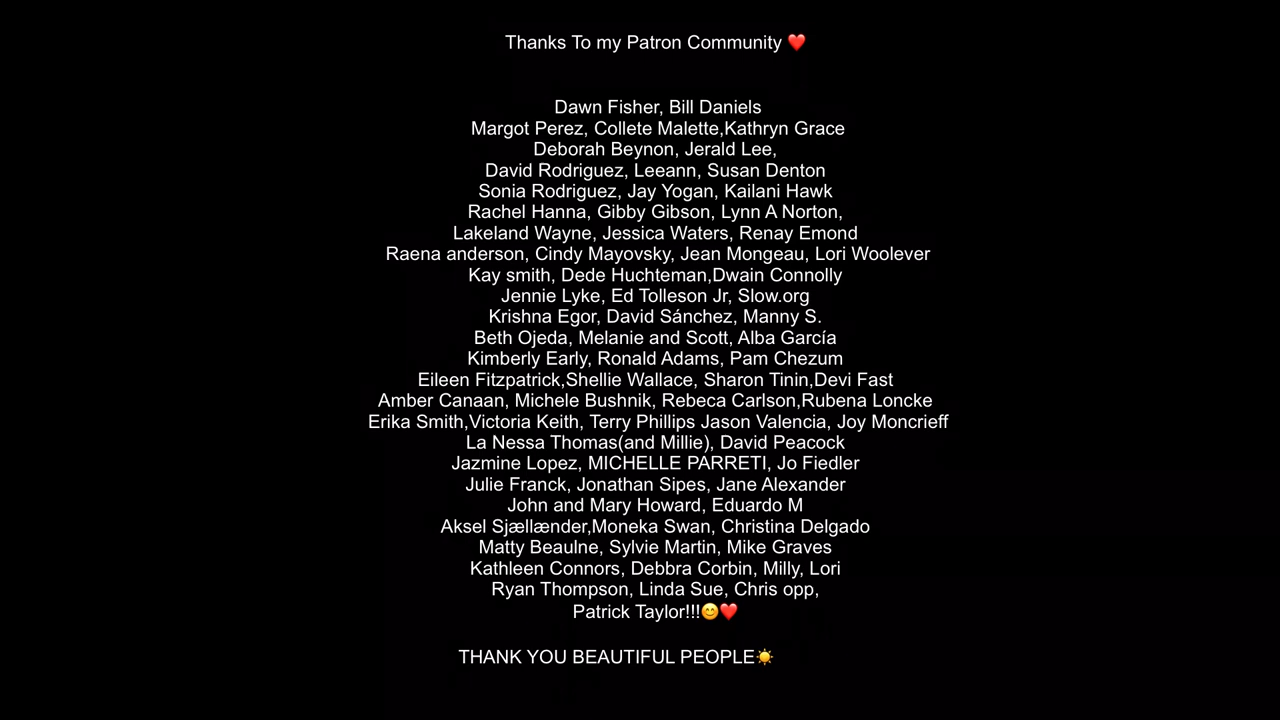 Thanks To my Patron Community ❤️
Dawn Fisher, Bill Daniels
Margot Perez, Collete Malette,Kathryn Grace
Deborah Beynon, Jerald Lee,
David Rodriguez, Leeann, Susan Denton
Sonia Rodriguez, Jay Yogan, Kailani Hawk
Rachel Hanna, Gibby Gibson, Lynn A Norton,
Lakeland Wayne, Jessica Waters, Renay Emond
Raena anderson, Cindy Mayovsky, Jean Mongeau, Lori Woolever
Kay smith, Dede Huchteman,Dwain Connolly
Jennie Lyke, Ed Tolleson Jr, Slow.org
Krishna Egor, David Sánchez, Manny S.
Beth Ojeda, Melanie and Scott, Alba García
Kimberly Early, Ronald Adams, Pam Chezum
Eileen Fitzpatrick,Shellie Wallace, Sharon Tinin,Devi Fast
Amber Canaan, Michele Bushnik, Rebeca Carlson,Rubena Loncke
Erika Smith,Victoria Keith, Terry Phillips Jason Valencia, Joy Moncrieff
La Nessa Thomas(and Millie), David Peacock
Jazmine Lopez, MICHELLE PARRETI, Jo Fiedler
Julie Franck, Jonathan Sipes, Jane Alexander
John and Mary Howard, Eduardo M
Aksel Sjællænder,Moneka Swan, Christina Delgado
Matty Beaulne, Sylvie Martin, Mike Graves
Kathleen Connors, Debbra Corbin, Milly, Lori
Ryan Thompson, Linda Sue, Chris opp,
Patrick Taylor!!!😊❤️
THANK YOU BEAUTIFUL PEOPLE☀️